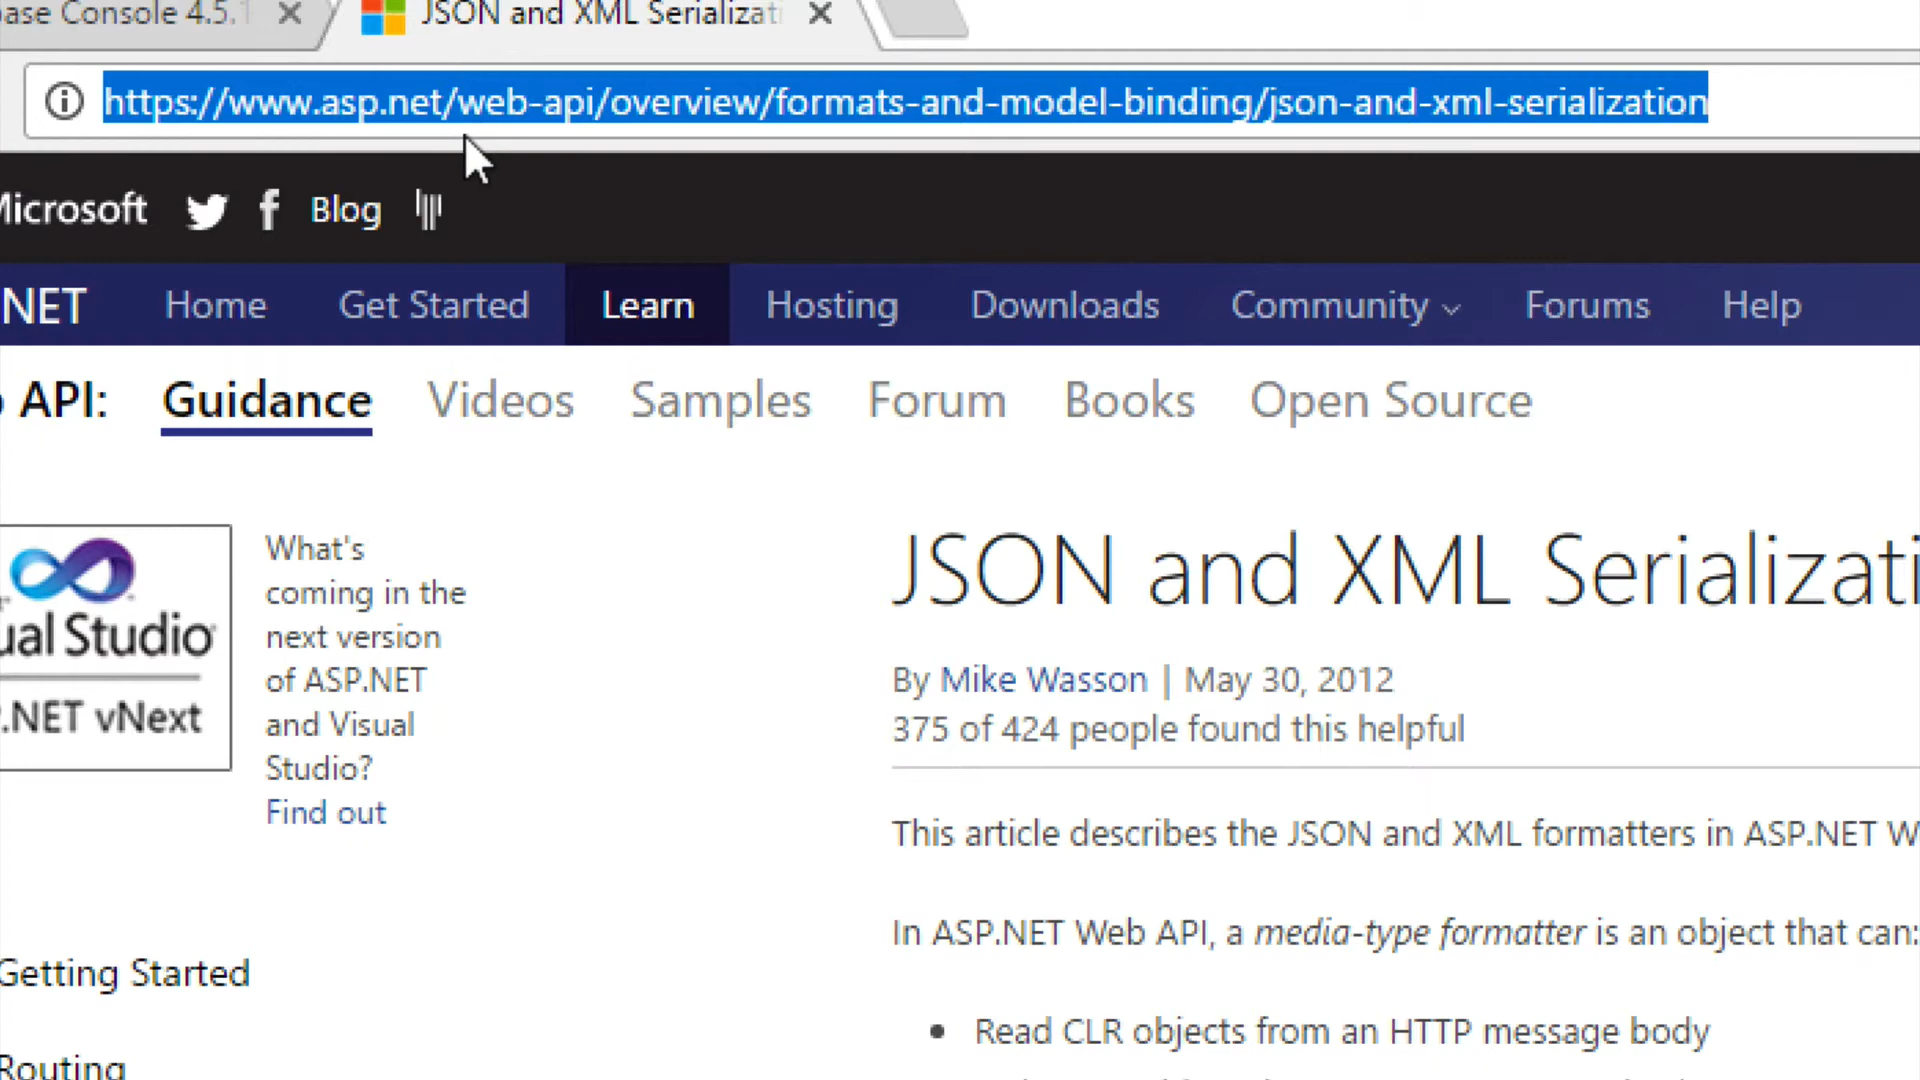 ase Console 4.5.1
JSON and XML Serializati
https://www.asp.net/web-api/overview/formats-and-model-binding/json-and-xml-serialization
Microsoft Blog
.NET Home Get Started Learn Hosting Downloads Community Forums Help
API: Guidance Videos Samples Forum Books Open Source
ual Studio
.NET vNext
What's
coming in the
next version
of ASP.NET
and Visual
Studio?
Find out
Getting Started
Routing
JSON and XML Serializati
By Mike Wasson | May 30, 2012
375 of 424 people found this helpful
This article describes the JSON and XML formatters in ASP.NET W
In ASP.NET Web API, a media-type formatter is an object that can:
• Read CLR objects from an HTTP message body